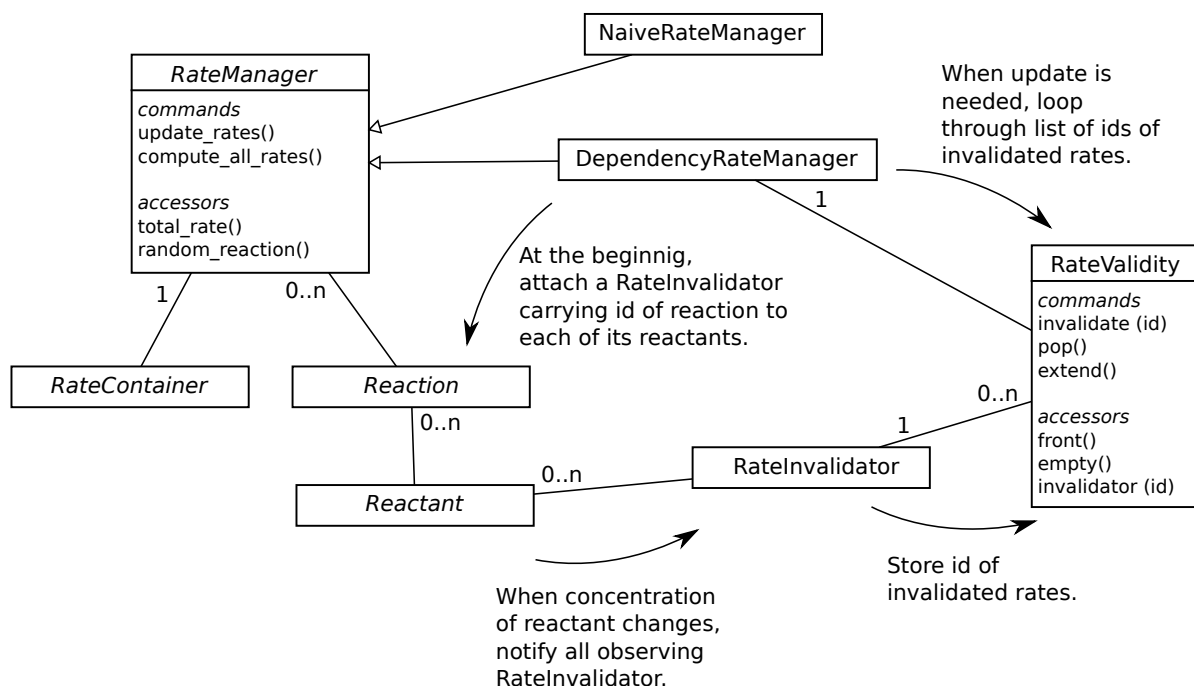 NaiveRateManager
RateManager
commands
update_rates()
compute_all_rates()
accessors
total_rate()
random_reaction()
When update is
needed, loop
through list of ids of
invalidated rates.
DependencyRateManager
1
At the beginnig,
attach a RateInvalidator
carrying id of reaction to
each of its reactants.
RateValidity
commands
invalidate (id)
pop()
extend()
accessors
front()
empty()
invalidator (id)
1
0..n
RateContainer
Reaction
0..n
0..n
1
RateInvalidator
Reactant
0..n
Store id of
invalidated rates.
When concentration
of reactant changes,
notify all observing
RateInvalidator.